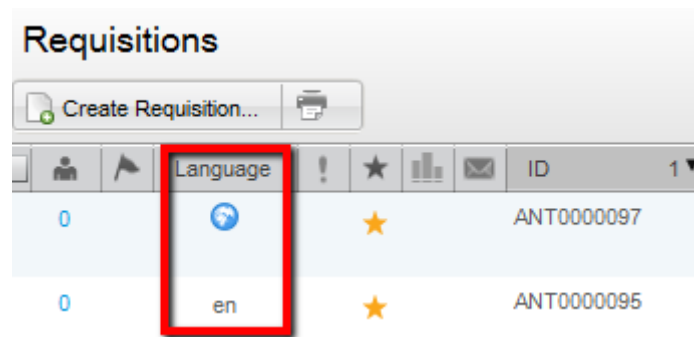 Requisitions
Create Requisition...
Language ! ID 1
0 ANT0000097
0 en ANT0000095